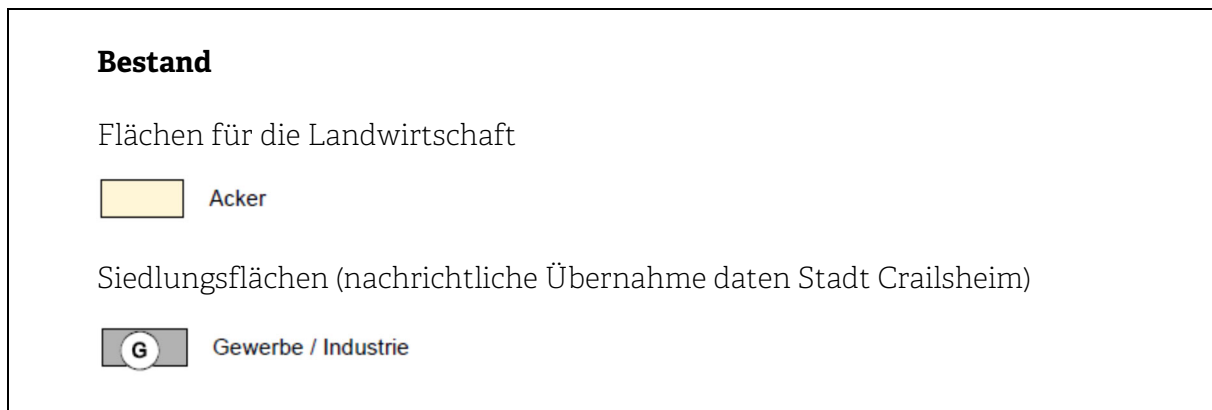 Bestand
Flächen für die Landwirtschaft
Acker
Siedlungsflächen (nachrichtliche Übernahme daten Stadt Crailsheim)
G Gewerbe / Industrie